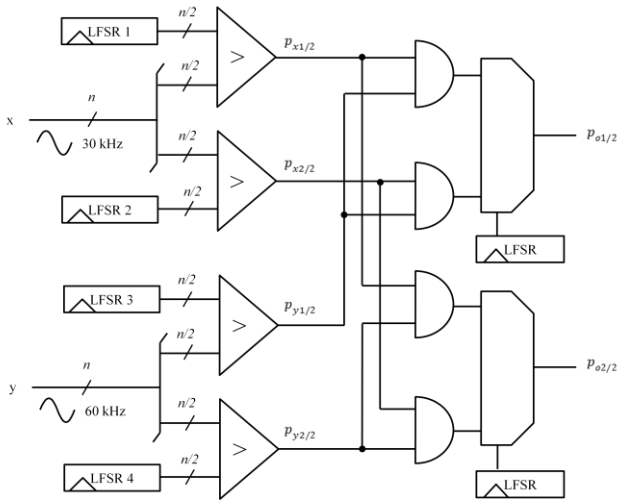 n/2
LFSR 1
>
p_{x1/2}
n/2
n
x
30 kHz
p_{o1/2}
n/2
>
p_{x2/2}
LFSR 2
n/2
LFSR
n/2
LFSR 3
>
p_{y1/2}
n/2
n
y
60 kHz
p_{o2/2}
n/2
>
p_{y2/2}
n/2
LFSR 4
LFSR